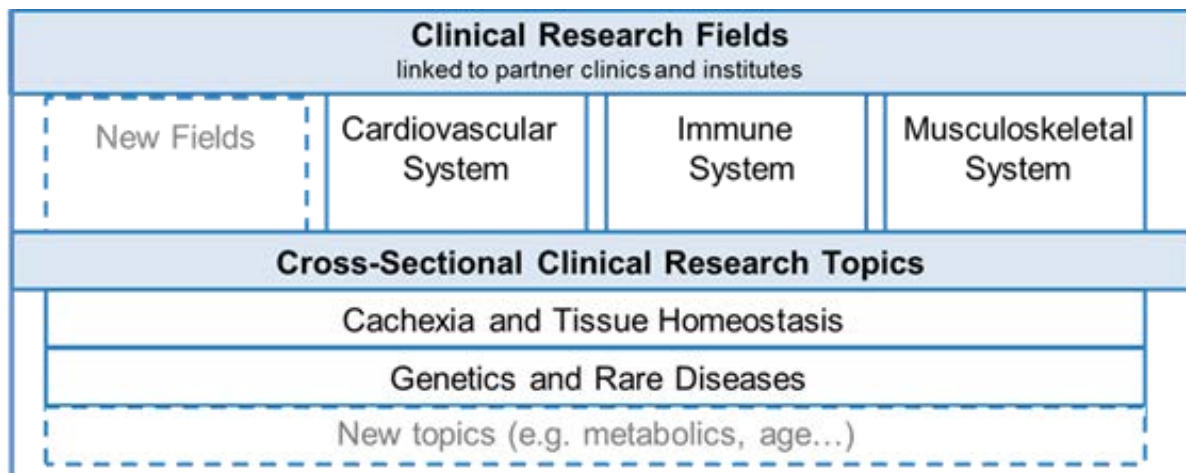 Clinical Research Fields
linked to partner clinics and institutes
New Fields
Cardiovascular
System
Immune
System
Musculoskeletal
System
Cross-Sectional Clinical Research Topics
Cachexia and Tissue Homeostasis
Genetics and Rare Diseases
New topics (e.g. metabolics, age...)